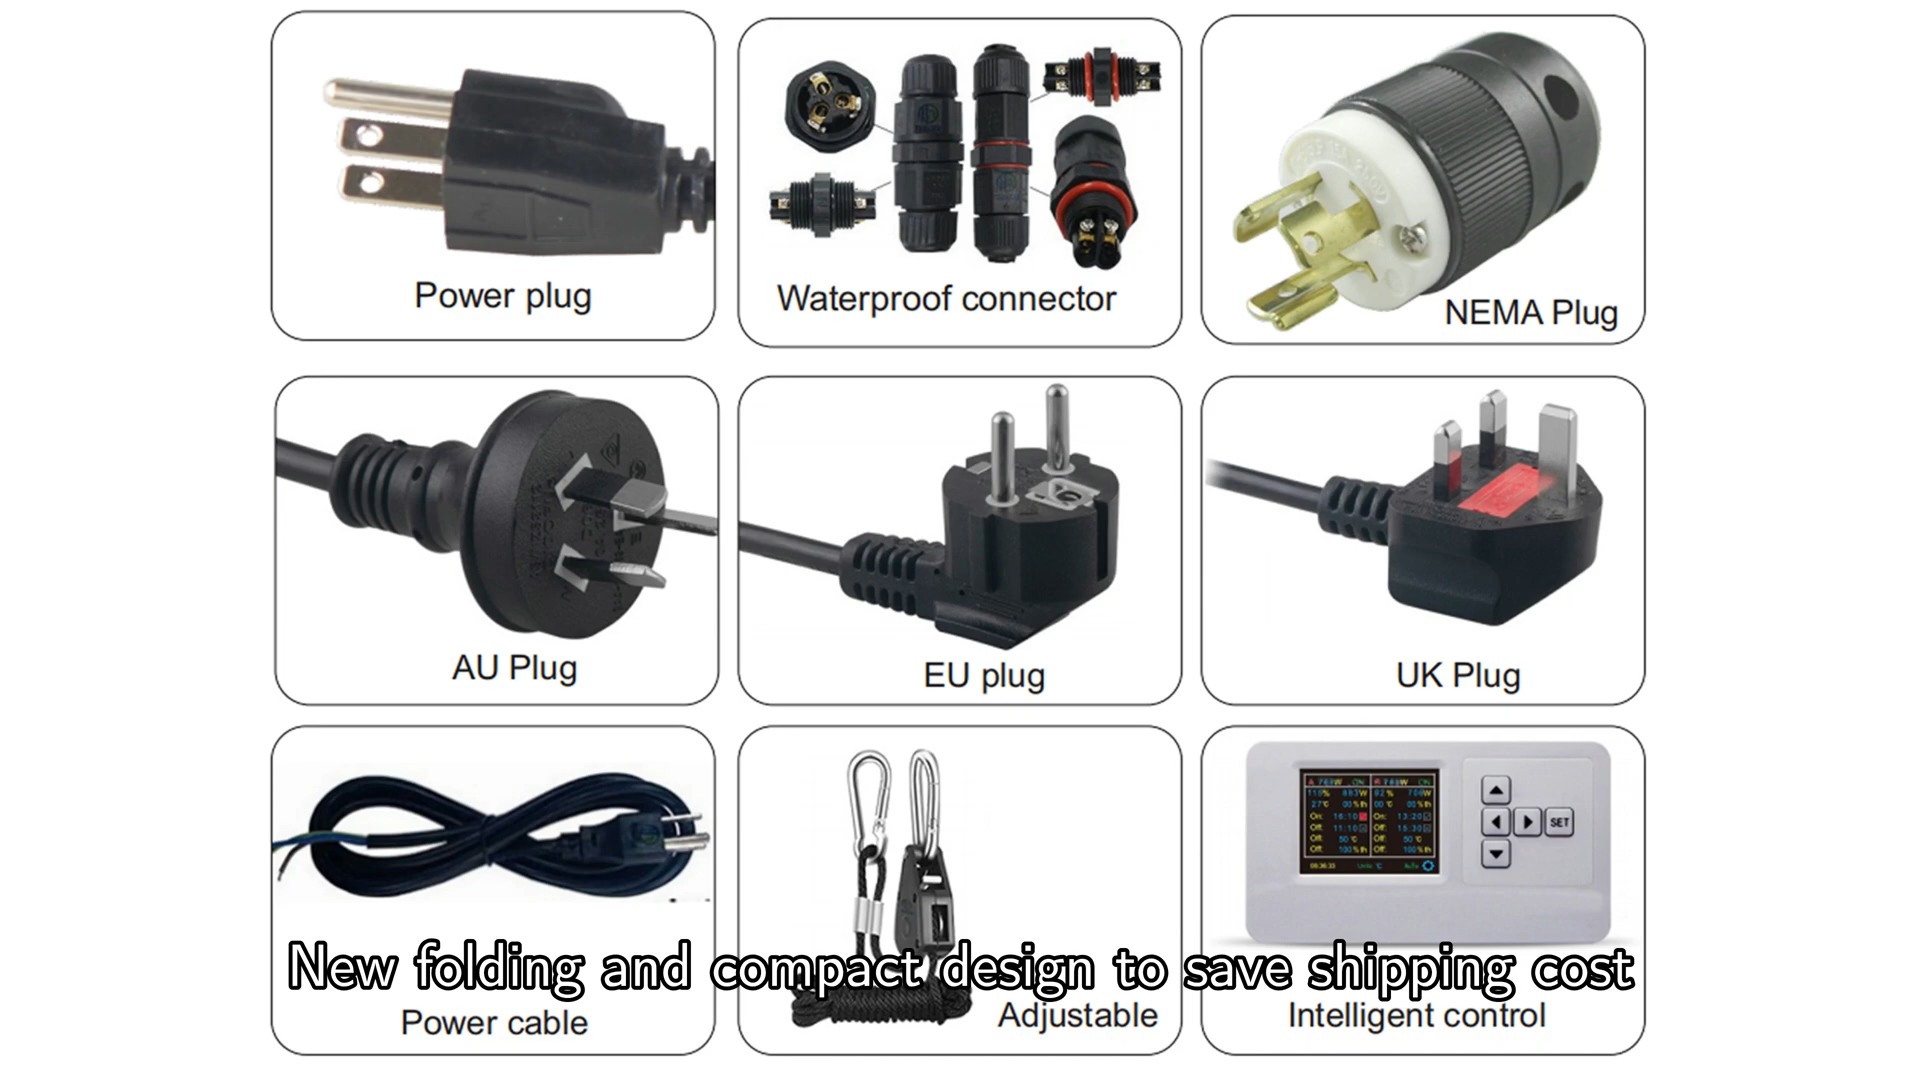 Power plug
Waterproof connector
NEMA Plug
AU Plug
EU plug
UK Plug
SET
New folding and compact design to save shipping cost
Power cable
Adjustable
Intelligent control